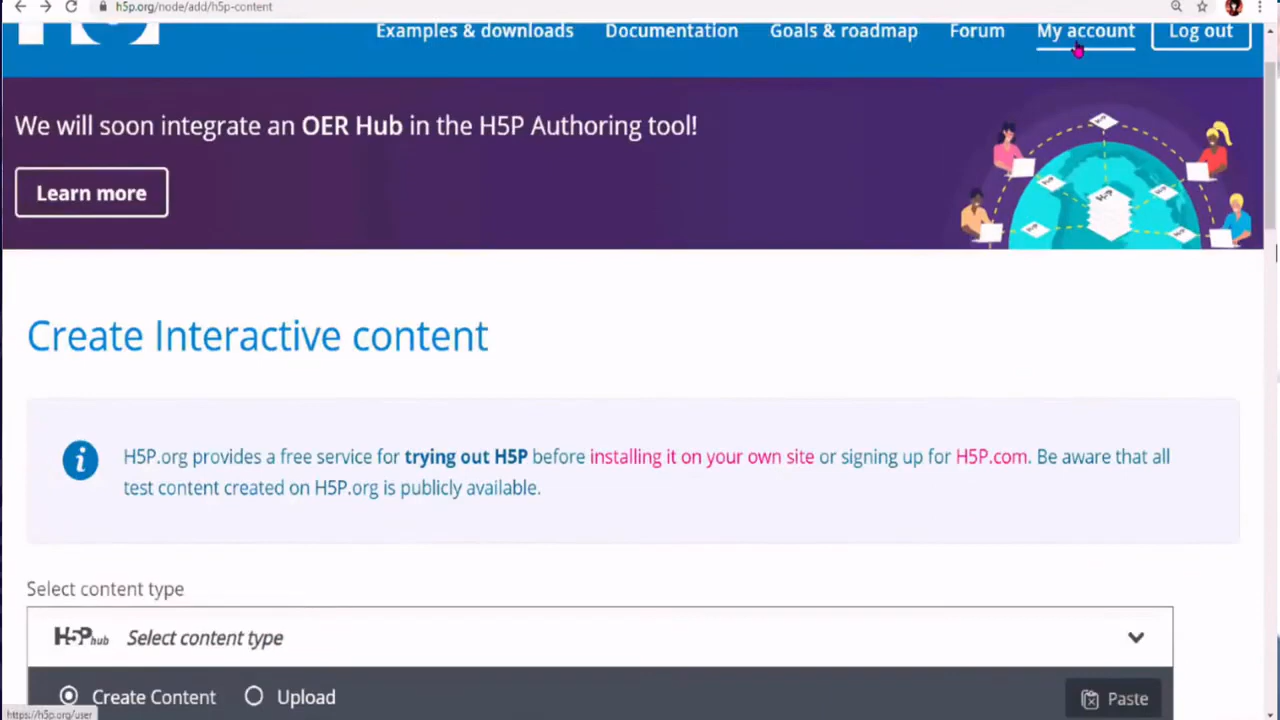 h5p.org/node/add/h5p-content
Examples & downloads Documentation Goals & roadmap Forum My account Log out
We will soon integrate an OER Hub in the H5P Authoring tool!
Learn more
Create Interactive content
H5P.org provides a free service for trying out H5P before installing it on your own site or signing up for H5P.com. Be aware that all
test content created on H5P.org is publicly available.
Select content type
H5P hub Select content type
Create Content Upload Paste
https://h5p.org/user